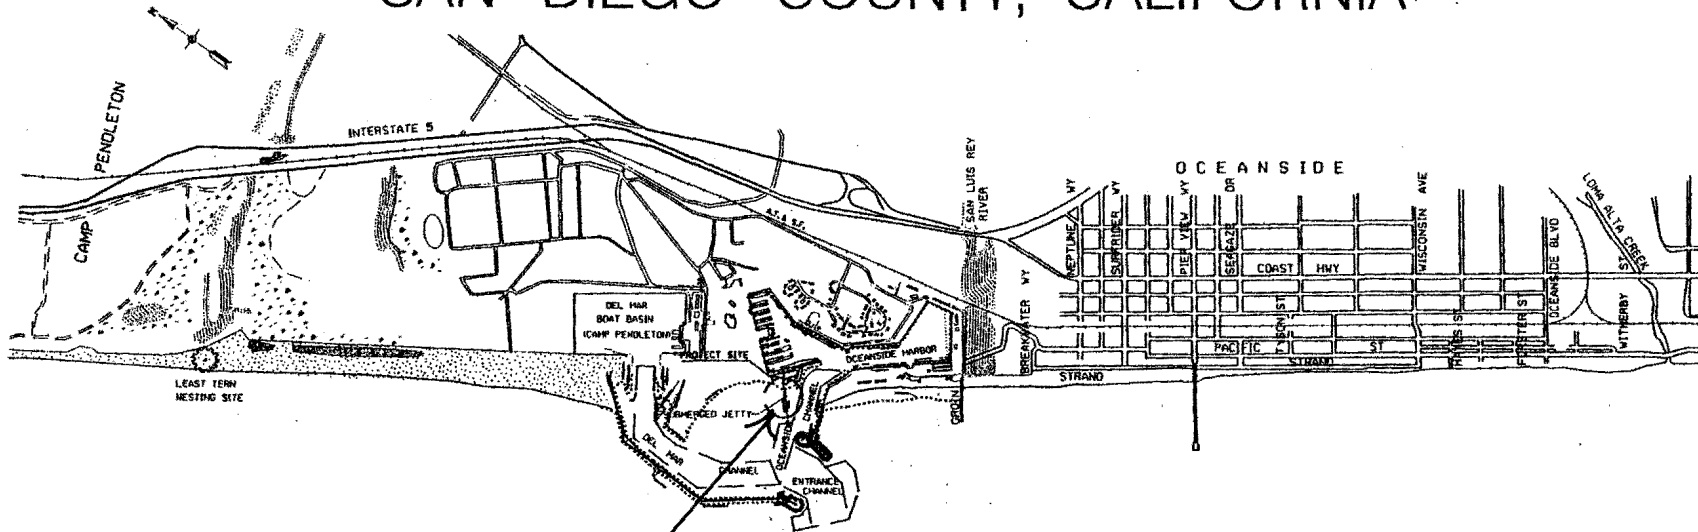 SAN DIEGO COUNTY, CALIFORNIA
CAMP PENDLETON
INTERSTATE 5
A.T.& S.F.
SAN LUIS REY
RIVER
OCEANSIDE
NEPTUNE WY
SURFRIDER WY
PIER VIEW WY
SEAGAZE DR
WISCONSIN AVE
OCEANSIDE BLVD
LOMA ALTA CREEK
WITHERBY ST
COAST HWY
BREAKWATER WY
TYSON ST
HAYES ST
FORSTER ST
PACIFIC ST
STRAND
STRAND
DEL MAR
BOAT BASIN
(CAMP PENDLETON)
PROJECT SITE
OCEANSIDE HARBOR
LEAST TERN
NESTING SITE
SUBMERGED JETTY
GROIN
DEL MAR CHANNEL
OCEANSIDE CHANNEL
ENTRANCE
CHANNEL